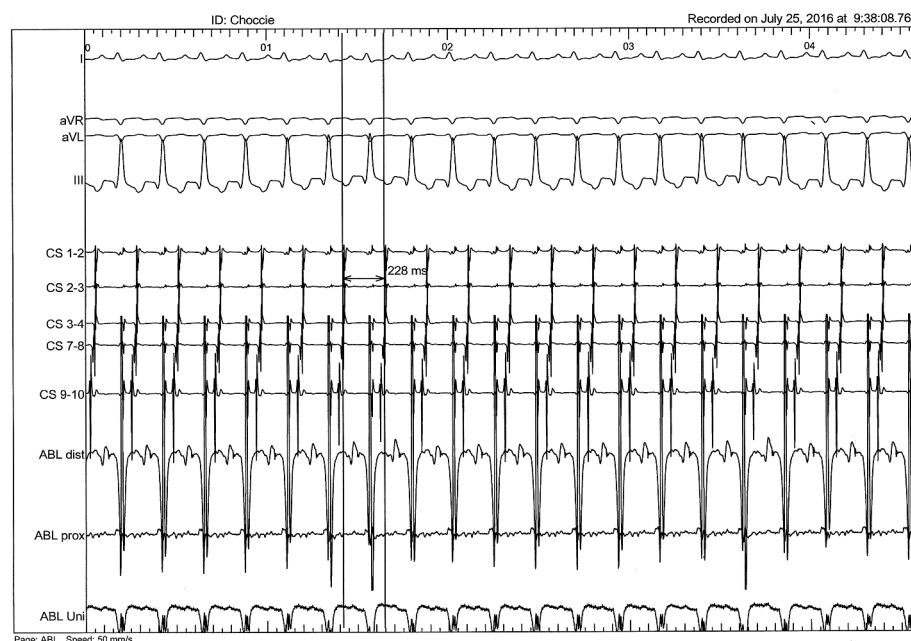 ID: Choccie
Recorded on July 25, 2016 at 9:38:08.76
0 01 02 03 04
I
aVR
aVL
III
CS 1-2
228 ms
CS 2-3
CS 3-4
CS 7-8
CS 9-10
ABL dist
ABL prox
ABL Uni
Page: ABL Speed: 50 mm/s